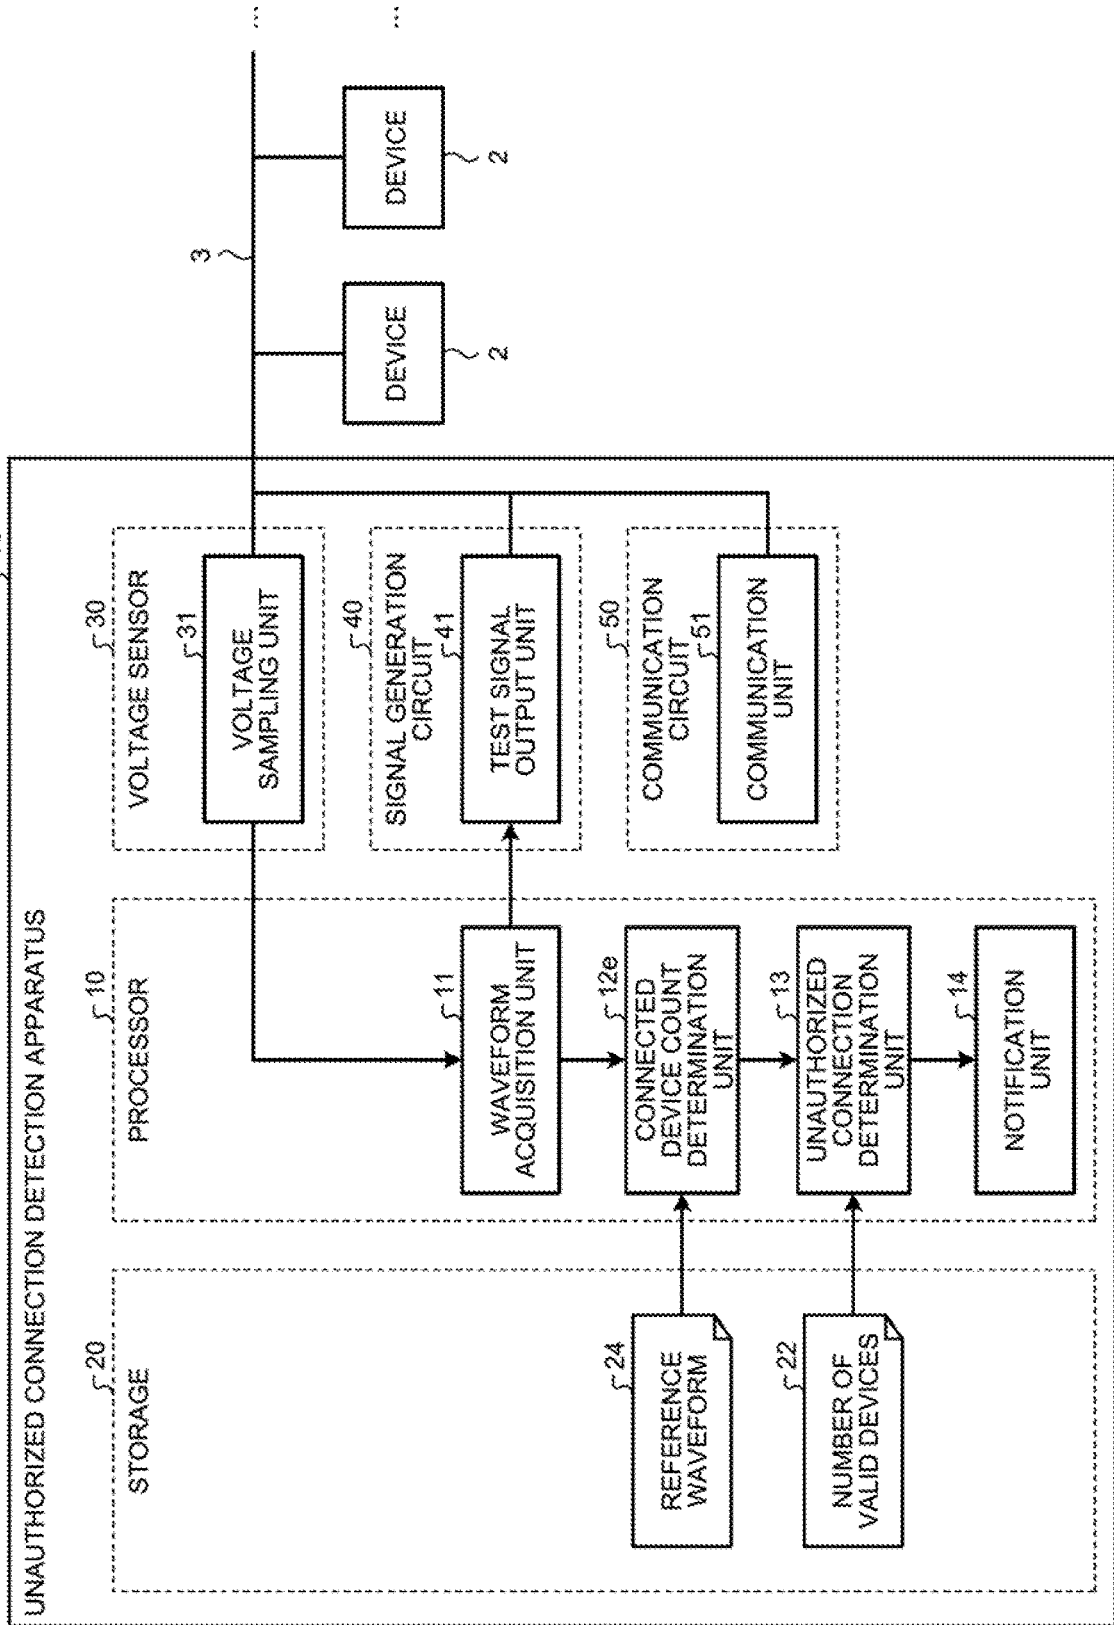 UNAUTHORIZED CONNECTION DETECTION APPARATUS
20
STORAGE
24
REFERENCE
WAVEFORM
22
NUMBER OF
VALID DEVICES
10
PROCESSOR
11
WAVEFORM
ACQUISITION UNIT
12e
CONNECTED
DEVICE COUNT
DETERMINATION
UNIT
13
UNAUTHORIZED
CONNECTION
DETERMINATION
UNIT
14
NOTIFICATION
UNIT
30
VOLTAGE SENSOR
31
VOLTAGE
SAMPLING UNIT
40
SIGNAL GENERATION
CIRCUIT
41
TEST SIGNAL
OUTPUT UNIT
50
COMMUNICATION
CIRCUIT
51
COMMUNICATION
UNIT
3
DEVICE
2
DEVICE
2
...
...